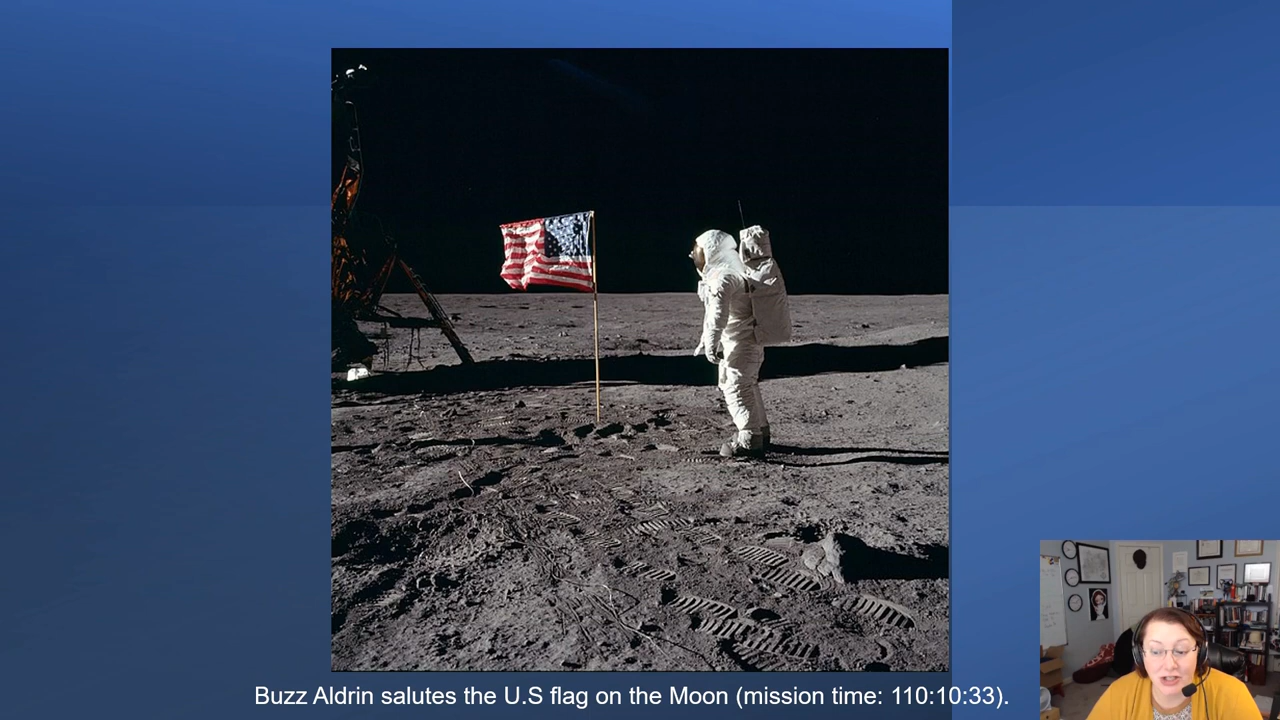 Buzz Aldrin salutes the U.S flag on the Moon (mission time: 110:10:33).